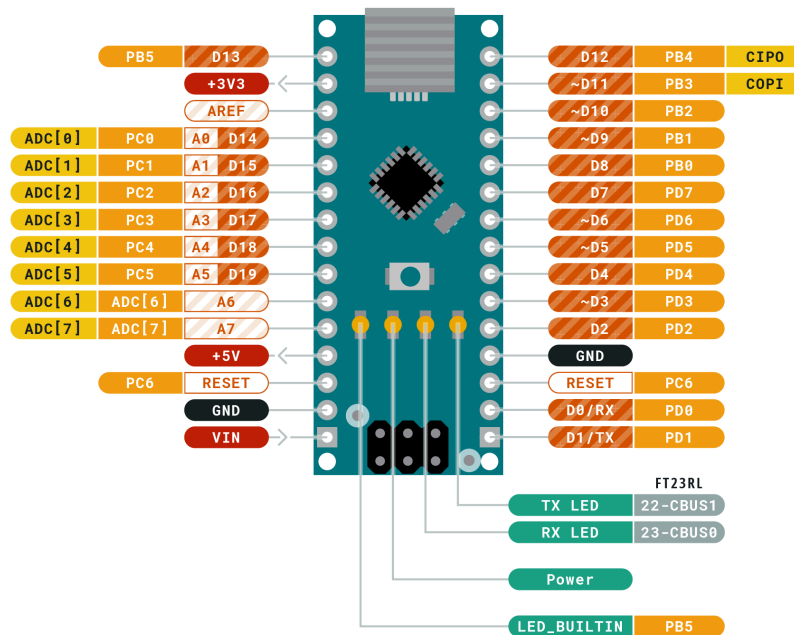 PB5 D13 D12 PB4 CIPO
+3V3 ~D11 PB3 COPI
AREF ~D10 PB2
ADC[0] PC0 A0 D14 ~D9 PB1
ADC[1] PC1 A1 D15 D8 PB0
ADC[2] PC2 A2 D16 D7 PD7
ADC[3] PC3 A3 D17 ~D6 PD6
ADC[4] PC4 A4 D18 ~D5 PD5
ADC[5] PC5 A5 D19 D4 PD4
ADC[6] ADC[6] A6 ~D3 PD3
ADC[7] ADC[7] A7 D2 PD2
+5V GND
PC6 RESET RESET PC6
GND D0/RX PD0
VIN D1/TX PD1
FT23RL
TX LED 22-CBUS1
RX LED 23-CBUS0
Power
LED_BUILTIN PB5